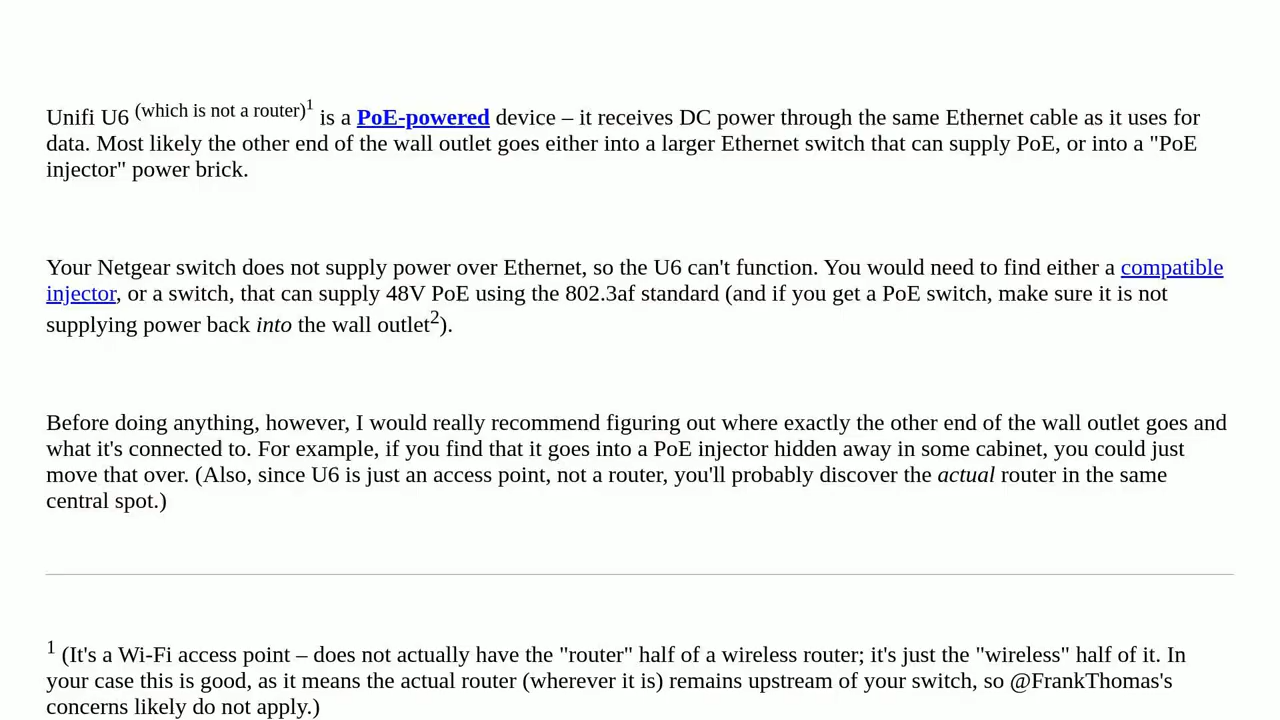 Unifi U6 (which is not a router)1 is a PoE-powered device – it receives DC power through the same Ethernet cable as it uses for
data. Most likely the other end of the wall outlet goes either into a larger Ethernet switch that can supply PoE, or into a "PoE
injector" power brick.
Your Netgear switch does not supply power over Ethernet, so the U6 can't function. You would need to find either a compatible
injector, or a switch, that can supply 48V PoE using the 802.3af standard (and if you get a PoE switch, make sure it is not
supplying power back into the wall outlet2).
Before doing anything, however, I would really recommend figuring out where exactly the other end of the wall outlet goes and
what it's connected to. For example, if you find that it goes into a PoE injector hidden away in some cabinet, you could just
move that over. (Also, since U6 is just an access point, not a router, you'll probably discover the actual router in the same
central spot.)
1 (It's a Wi-Fi access point – does not actually have the "router" half of a wireless router; it's just the "wireless" half of it. In
your case this is good, as it means the actual router (wherever it is) remains upstream of your switch, so @FrankThomas's
concerns likely do not apply.)